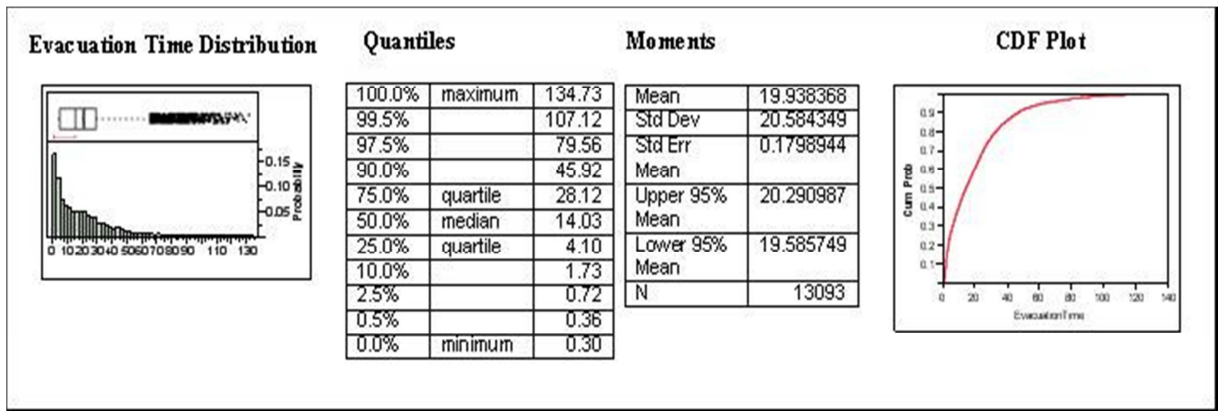 Evacuation Time Distribution
Quantiles
Moments
CDF Plot
0.15
0.10
0.05
Probability
0 10 20 30 40 50 60 70 80 90 110 130
100.0% maximum 134.73
99.5% 107.12
97.5% 79.56
90.0% 45.92
75.0% quartile 28.12
50.0% median 14.03
25.0% quartile 4.10
10.0% 1.73
2.5% 0.72
0.5% 0.36
0.0% minimum 0.30
Mean 19.938368
Std Dev 20.584349
Std Err 0.1798944
Mean
Upper 95% 20.290987
Mean
Lower 95% 19.585749
Mean
N 13093
Cum Prob
0.9
0.8
0.7
0.6
0.5
0.4
0.3
0.2
0.1
0 20 40 60 80 100 120 140
EvacuationTime